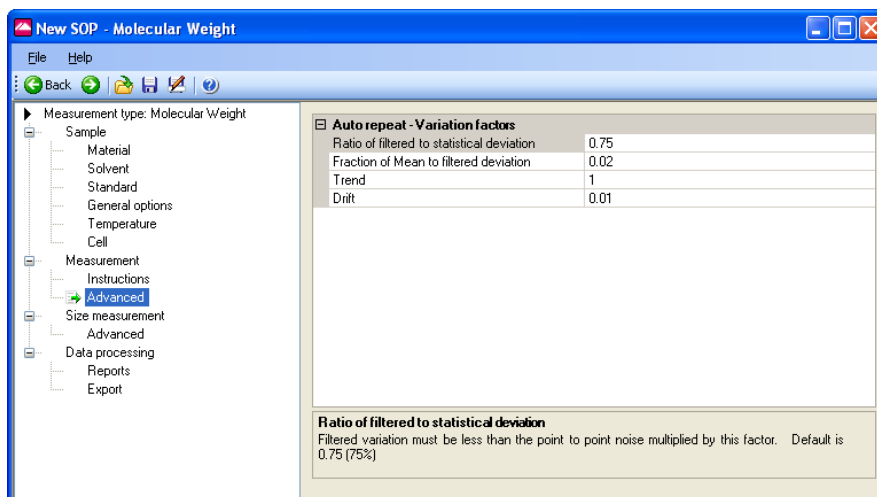 New SOP - Molecular Weight
File Help
Back
Measurement type: Molecular Weight
Sample
Material
Solvent
Standard
General options
Temperature
Cell
Measurement
Instructions
Advanced
Size measurement
Advanced
Data processing
Reports
Export
Auto repeat - Variation factors
Ratio of filtered to statistical deviation 0.75
Fraction of Mean to filtered deviation 0.02
Trend 1
Drift 0.01
Ratio of filtered to statistical deviation
Filtered variation must be less than the point to point noise multiplied by this factor. Default is
0.75 (75%)